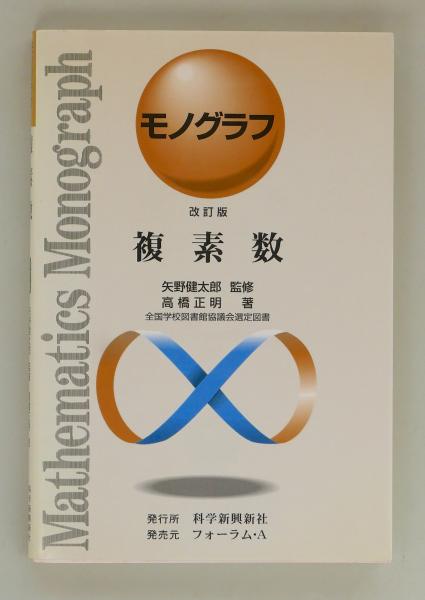 Mathematics Monograph
モノグラフ
改訂版
複素数
矢野健太郎 監修
高橋正明 著
全国学校図書館協議会選定図書
発行所 科学新興新社
発売元 フォーラム・A